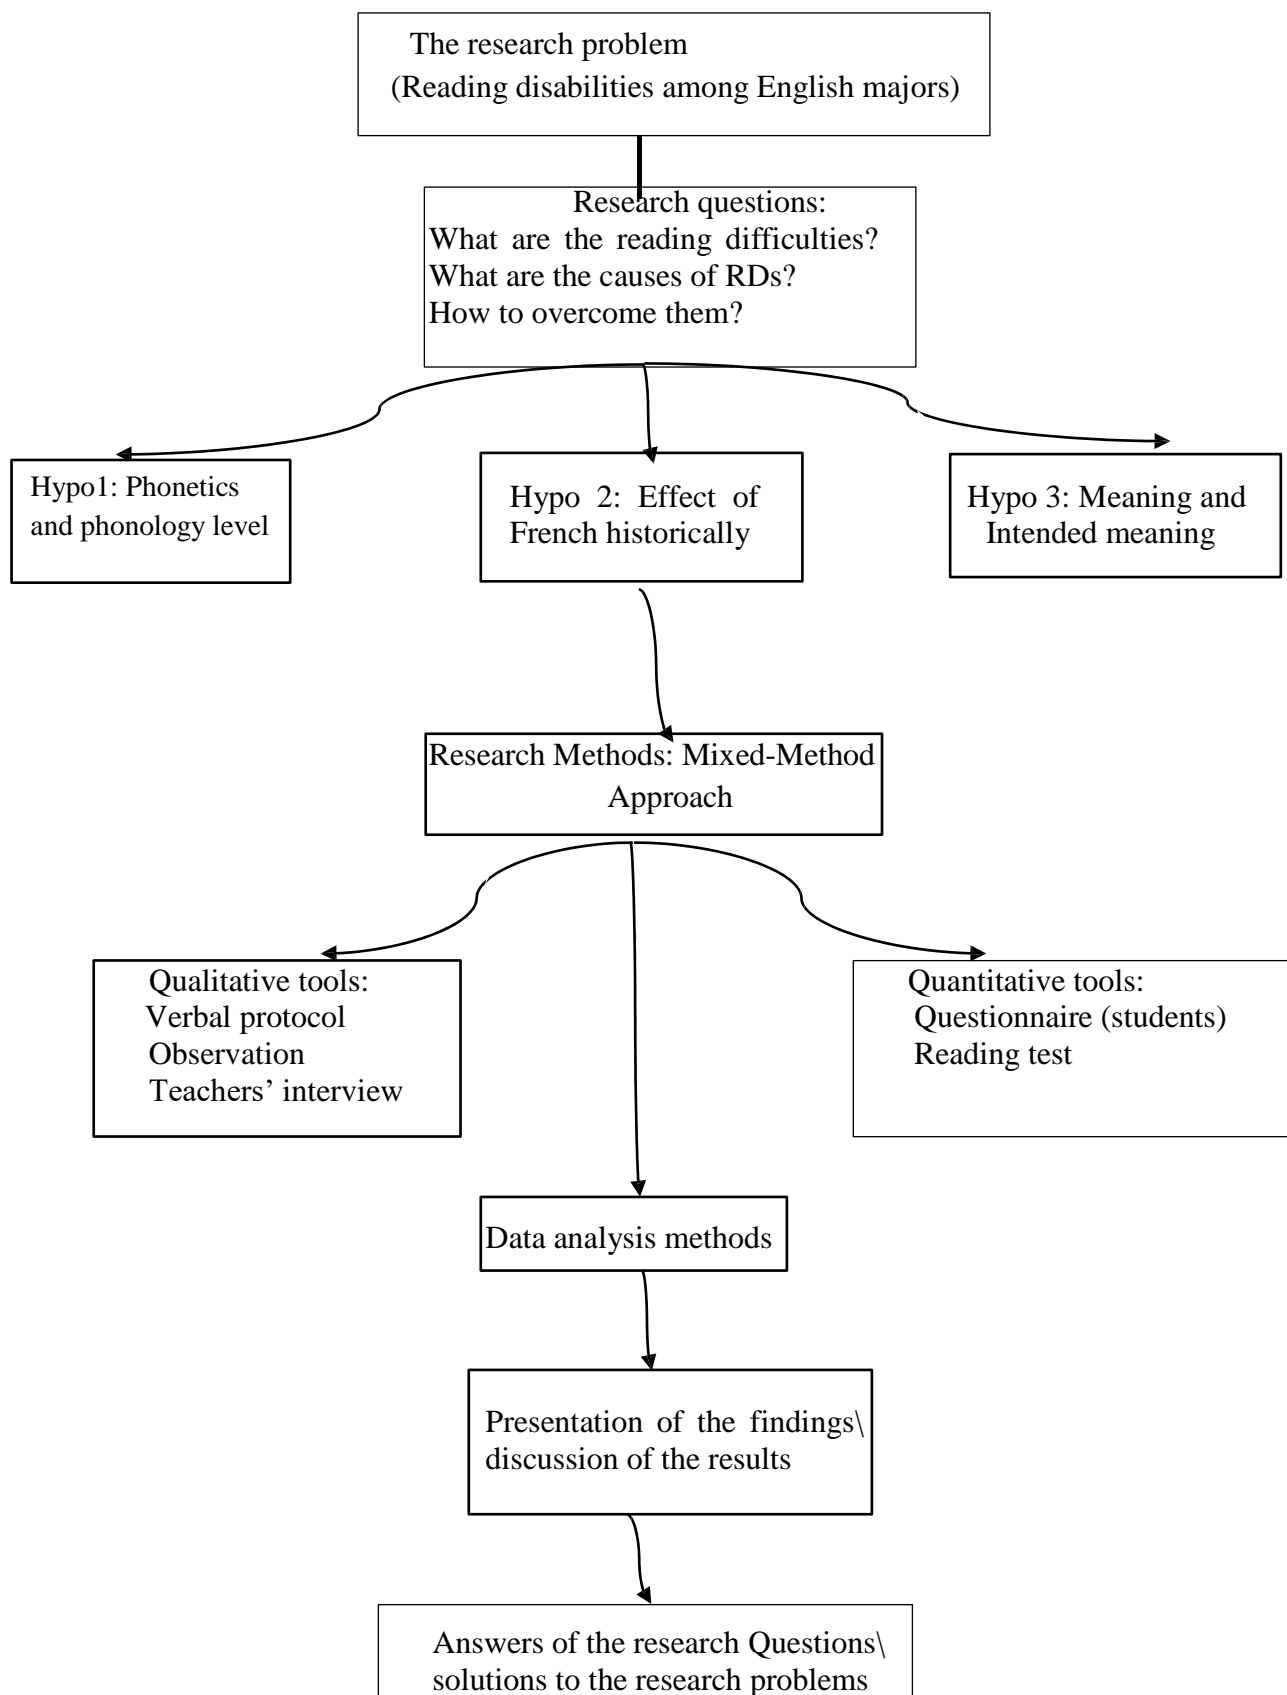 The research problem
(Reading disabilities among English majors)
Research questions:
What are the reading difficulties?
What are the causes of RDs?
How to overcome them?
Hypo1: Phonetics
and phonology level
Hypo 2: Effect of
French historically
Hypo 3: Meaning and
Intended meaning
Research Methods: Mixed-Method
Approach
Qualitative tools:
Verbal protocol
Observation
Teachers’ interview
Quantitative tools:
Questionnaire (students)
Reading test
Data analysis methods
Presentation of the findings\
discussion of the results
Answers of the research Questions\
solutions to the research problems